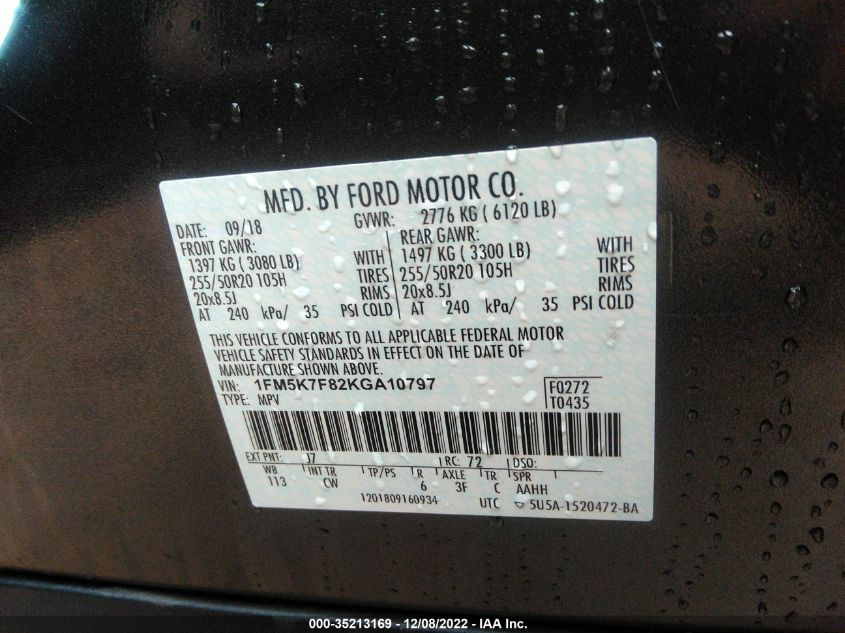 MFD. BY FORD MOTOR CO.
DATE: 09/18 GVWR: 2776 KG ( 6120 LB)
FRONT GAWR: REAR GAWR:
1397 KG ( 3080 LB) WITH 1497 KG ( 3300 LB) WITH
255/50R20 105H TIRES 255/50R20 105H TIRES
20x8.5J RIMS 20x8.5J RIMS
AT 240 kPa/ 35 PSI COLD AT 240 kPa/ 35 PSI COLD
THIS VEHICLE CONFORMS TO ALL APPLICABLE FEDERAL MOTOR
VEHICLE SAFETY STANDARDS IN EFFECT ON THE DATE OF
MANUFACTURE SHOWN ABOVE.
VIN: 1FM5K7F82KGA10797 F0272
TYPE: MPV T0435
EXT PNT: J7 RC: 72 DSO:
WB INT TR TP/PS R AXLE TR SPR
113 CW 6 3F C AAHH
1201809160934 UTC 5U5A-1520472-BA
000-35213169 - 12/08/2022 - IAA Inc.